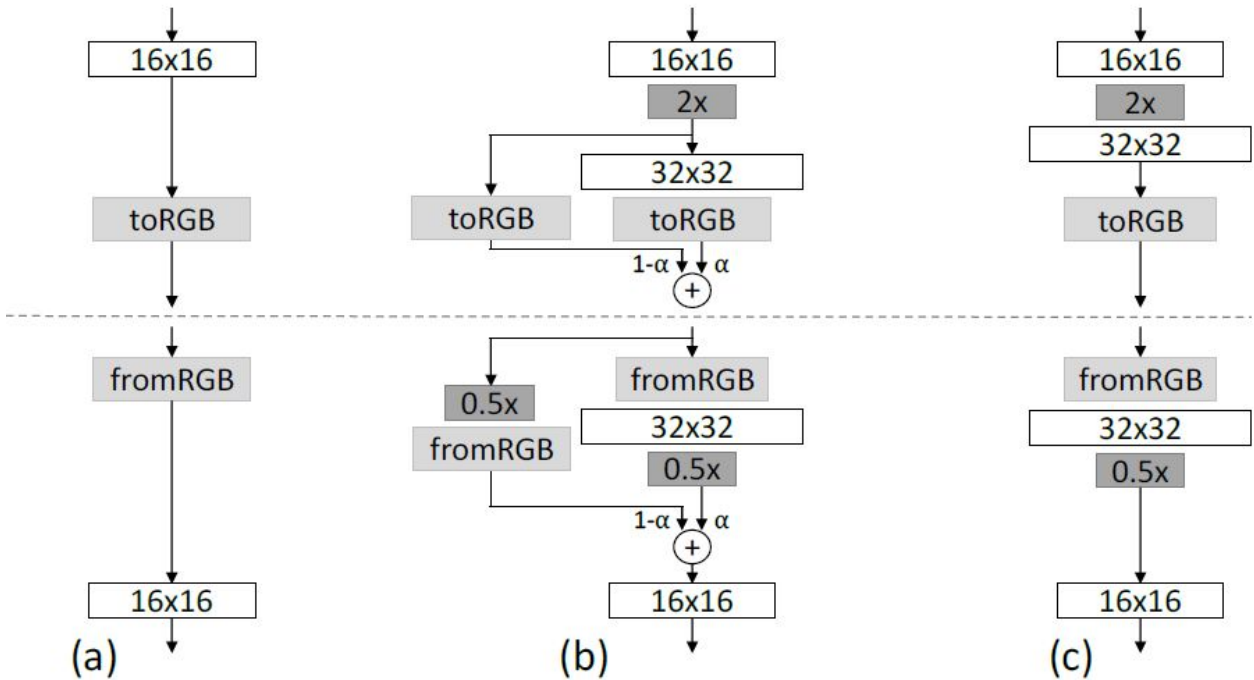 16x16
toRGB
fromRGB
16x16
(a)
16x16
2x
32x32
toRGB toRGB
1-α α
+
fromRGB
0.5x
32x32
fromRGB
0.5x
1-α α
+
16x16
(b)
16x16
2x
32x32
toRGB
fromRGB
32x32
0.5x
16x16
(c)